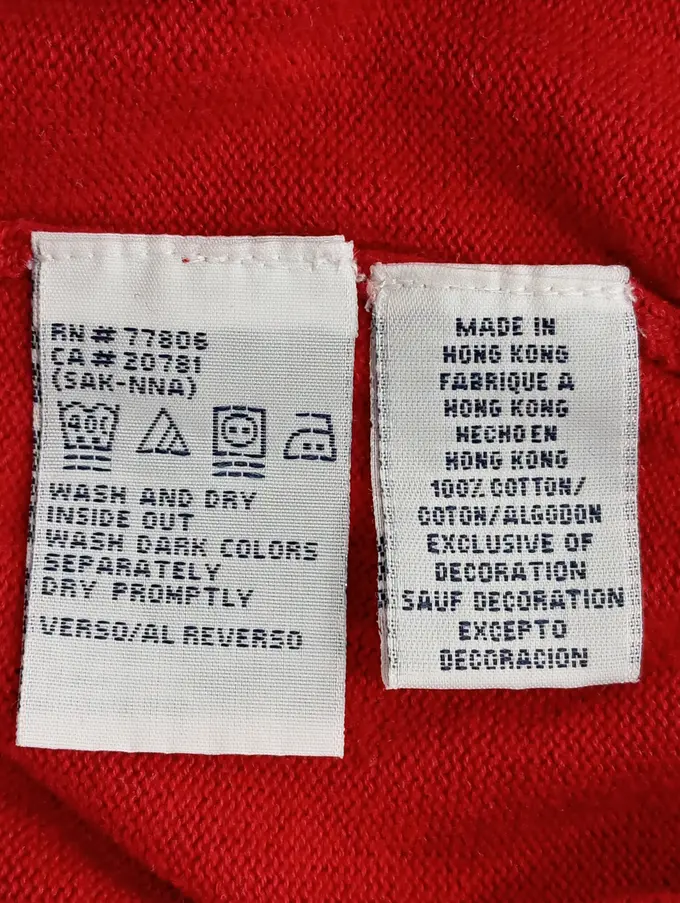 RN # 77806
CA # 20781
(SAK-NNA)
40C
WASH AND DRY
INSIDE OUT
WASH DARK COLORS
SEPARATELY
DRY PROMPTLY
VERSO/AL REVERSO
MADE IN
HONG KONG
FABRIQUE A
HONG KONG
HECHO EN
HONG KONG
100% COTTON/
COTON/ALGODON
EXCLUSIVE OF
DECORATION
SAUF DECORATION
EXCEPTO
DECORACION